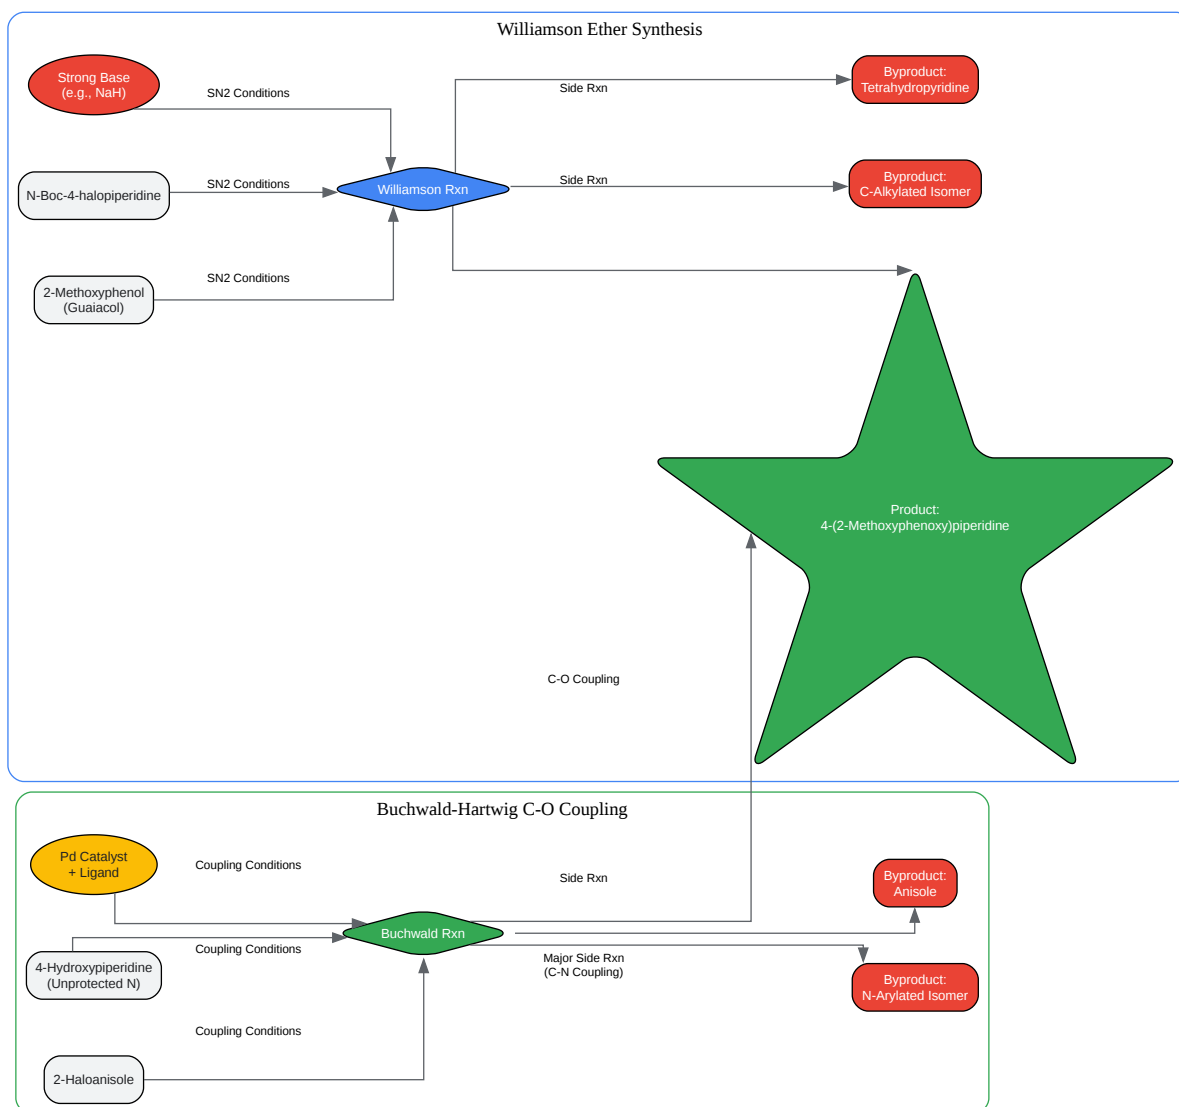 Williamson Ether Synthesis
Strong Base
(e.g., NaH)
SN2 Conditions
Side Rxn
Byproduct:
Tetrahydropyridine
N-Boc-4-halopiperidine
SN2 Conditions
Williamson Rxn
Side Rxn
Byproduct:
C-Alkylated Isomer
2-Methoxyphenol
(Guaiacol)
SN2 Conditions
Product:
4-(2-Methoxyphenoxy)piperidine
C-O Coupling
Buchwald-Hartwig C-O Coupling
Pd Catalyst
+ Ligand
Coupling Conditions
Side Rxn
Byproduct:
Anisole
Buchwald Rxn
Coupling Conditions
4-Hydroxypiperidine
(Unprotected N)
Major Side Rxn
(C-N Coupling)
Byproduct:
N-Arylated Isomer
Coupling Conditions
2-Haloanisole